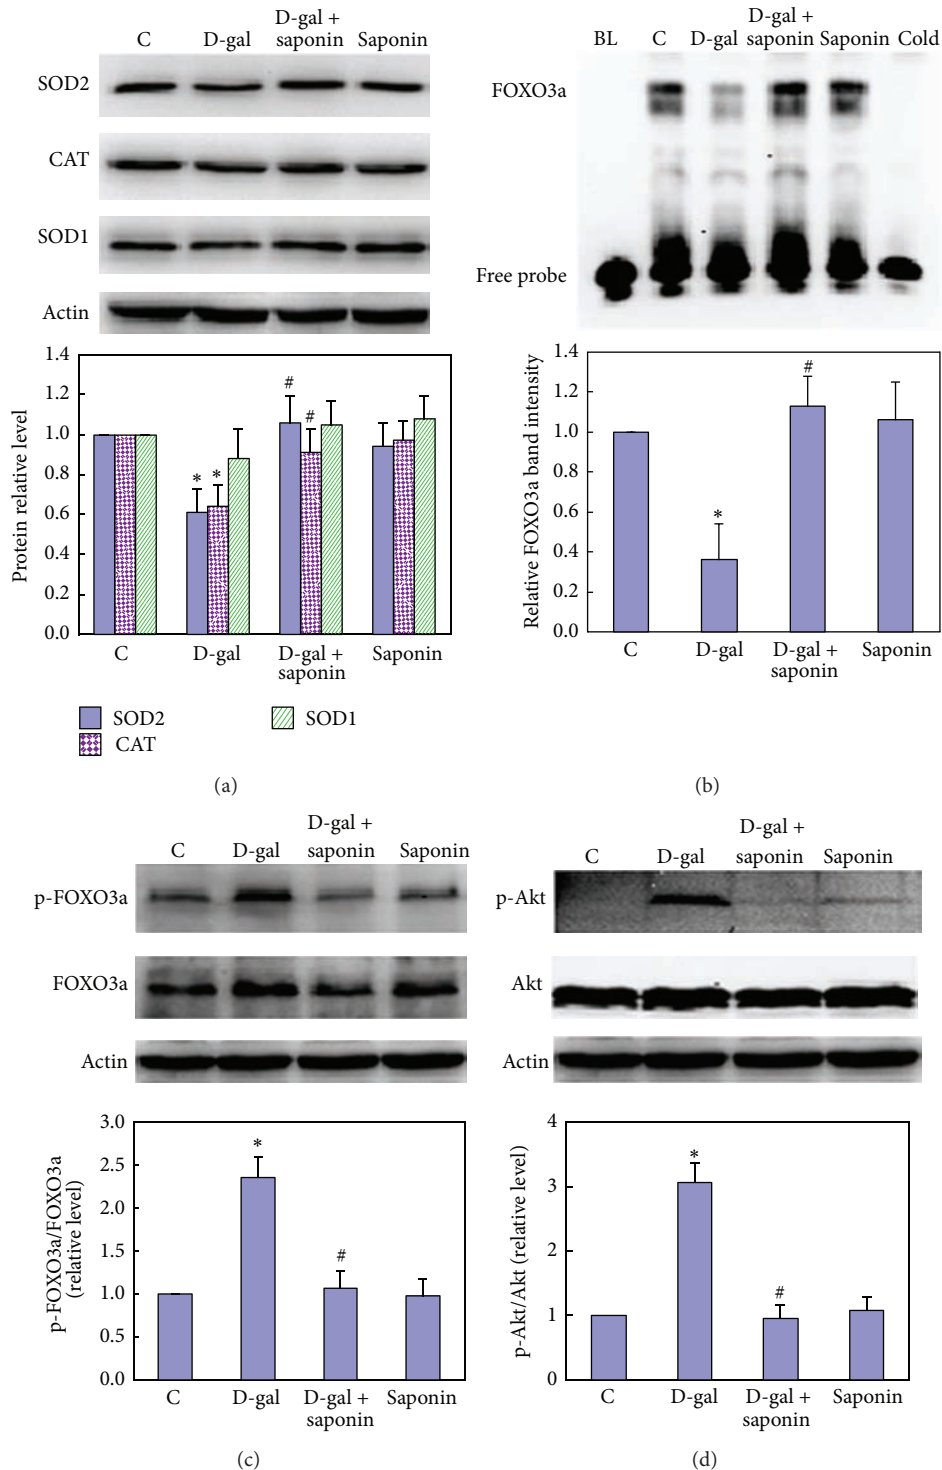 C D-gal D-gal + saponin Saponin
SOD2
CAT
SOD1
Actin
Protein relative level
1.4
1.2
1.0
0.8
0.6
0.4
0.2
0.0
* * # #
C D-gal D-gal + saponin Saponin
SOD2 SOD1
CAT
(a)
BL C D-gal D-gal + saponin Saponin Cold
FOXO3a
Free probe
Relative FOXO3a band intensity
1.4
1.2
1.0
0.8
0.6
0.4
0.2
0.0
* #
C D-gal D-gal + saponin Saponin
(b)
C D-gal D-gal + saponin Saponin
p-FOXO3a
FOXO3a
Actin
p-FOXO3a/FOXO3a
(relative level)
3.0
2.5
2.0
1.5
1.0
0.5
0.0
* #
C D-gal D-gal + saponin Saponin
(c)
C D-gal D-gal + saponin Saponin
p-Akt
Akt
Actin
p-Akt/Akt (relative level)
4
3
2
1
0
* #
C D-gal D-gal + saponin Saponin
(d)